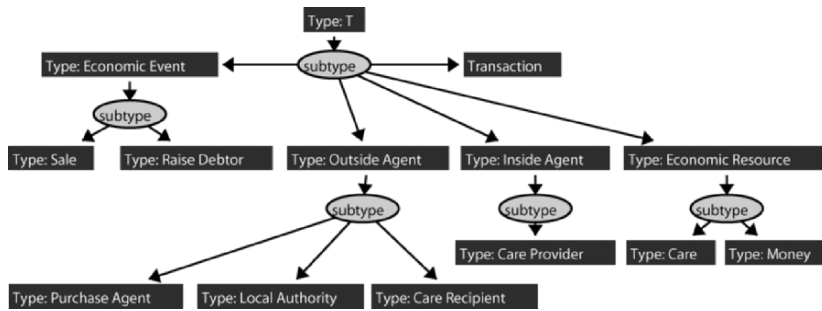 Type: T
Type: Economic Event
subtype
Transaction
subtype
Type: Sale
Type: Raise Debtor
Type: Outside Agent
Type: Inside Agent
Type: Economic Resource
subtype
subtype
subtype
Type: Care Provider
Type: Care
Type: Money
Type: Purchase Agent
Type: Local Authority
Type: Care Recipient